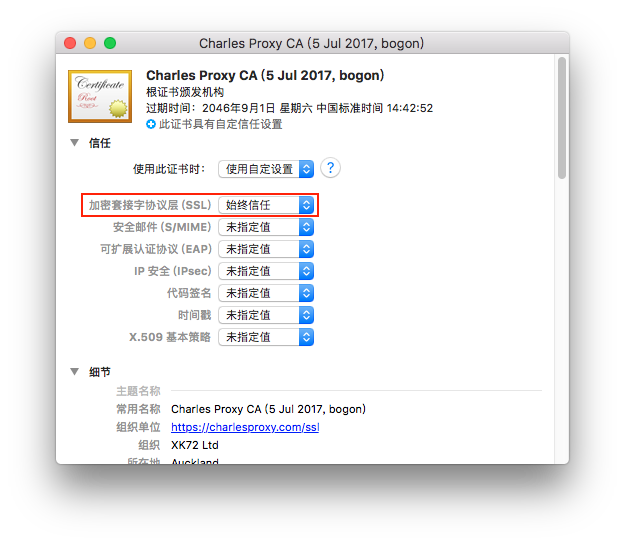 Charles Proxy CA (5 Jul 2017, bogon)
Certificate
Root
Charles Proxy CA (5 Jul 2017, bogon)
根证书颁发机构
过期时间：2046年9月1日 星期六 中国标准时间 14:42:52
此证书具有自定信任设置
信任
使用此证书时： 使用自定设置 ?
加密套接字协议层 (SSL) 始终信任
安全邮件 (S/MIME) 未指定值
可扩展认证协议 (EAP) 未指定值
IP 安全 (IPsec) 未指定值
代码签名 未指定值
时间戳 未指定值
X.509 基本策略 未指定值
细节
主题名称
常用名称 Charles Proxy CA (5 Jul 2017, bogon)
组织单位 https://charlesproxy.com/ssl
组织 XK72 Ltd
所在地 Auckland